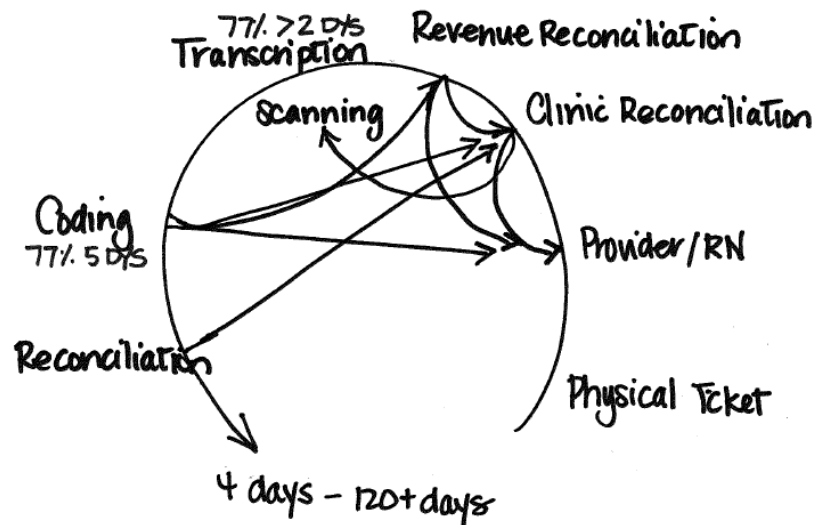 77% >2 DYS
Transcription
Revenue Reconciliation
scanning
Clinic Reconciliation
Coding
77% 5 DYS
Provider/RN
Reconciliation
Physical Ticket
4 days - 120+ days